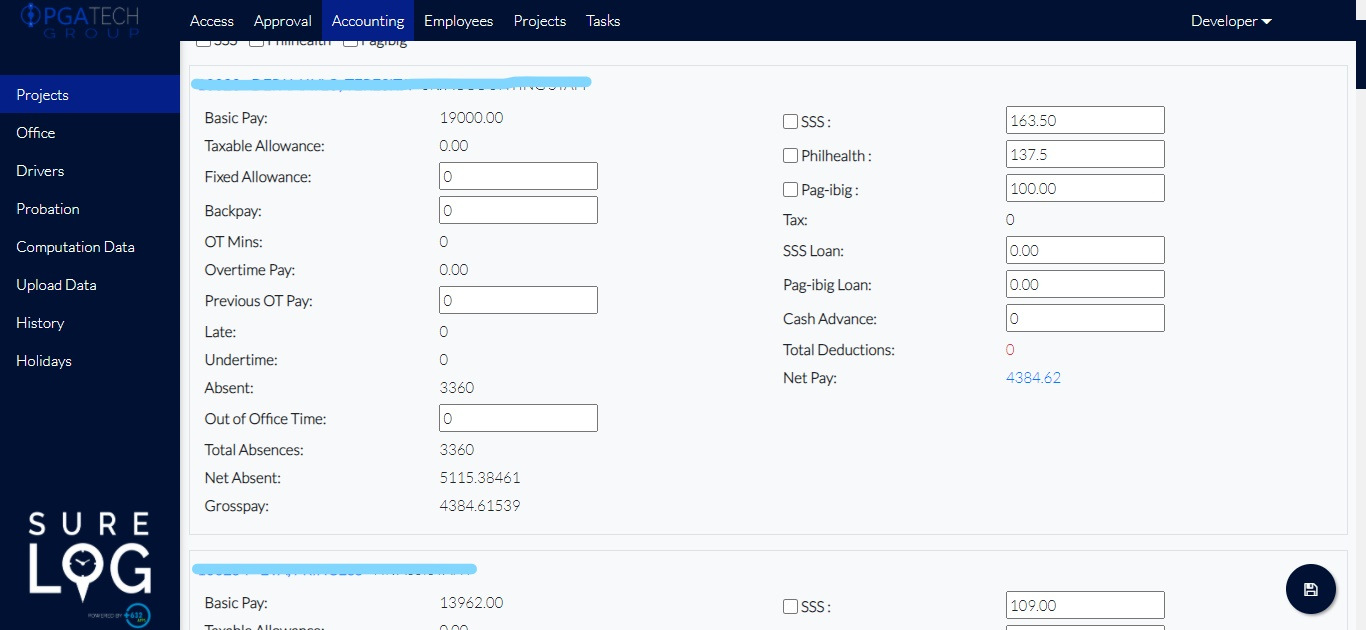 PGATECH
GROUP
Access Approval Accounting Employees Projects Tasks Developer
SSS Philhealth Pagibig
Projects
Office
Drivers
Probation
Computation Data
Upload Data
History
Holidays
SURE
LOG
POWERED BY
Basic Pay: 19000.00
Taxable Allowance: 0.00
Fixed Allowance: 0
Backpay: 0
OT Mins: 0
Overtime Pay: 0.00
Previous OT Pay: 0
Late: 0
Undertime: 0
Absent: 3360
Out of Office Time: 0
Total Absences: 3360
Net Absent: 5115.38461
Grosspay: 4384.61539
SSS : 163.50
Philhealth : 137.5
Pag-ibig : 100.00
Tax: 0
SSS Loan: 0.00
Pag-ibig Loan: 0.00
Cash Advance: 0
Total Deductions: 0
Net Pay: 4384.62
Basic Pay: 13962.00
Taxable Allowance: 0.00
SSS : 109.00